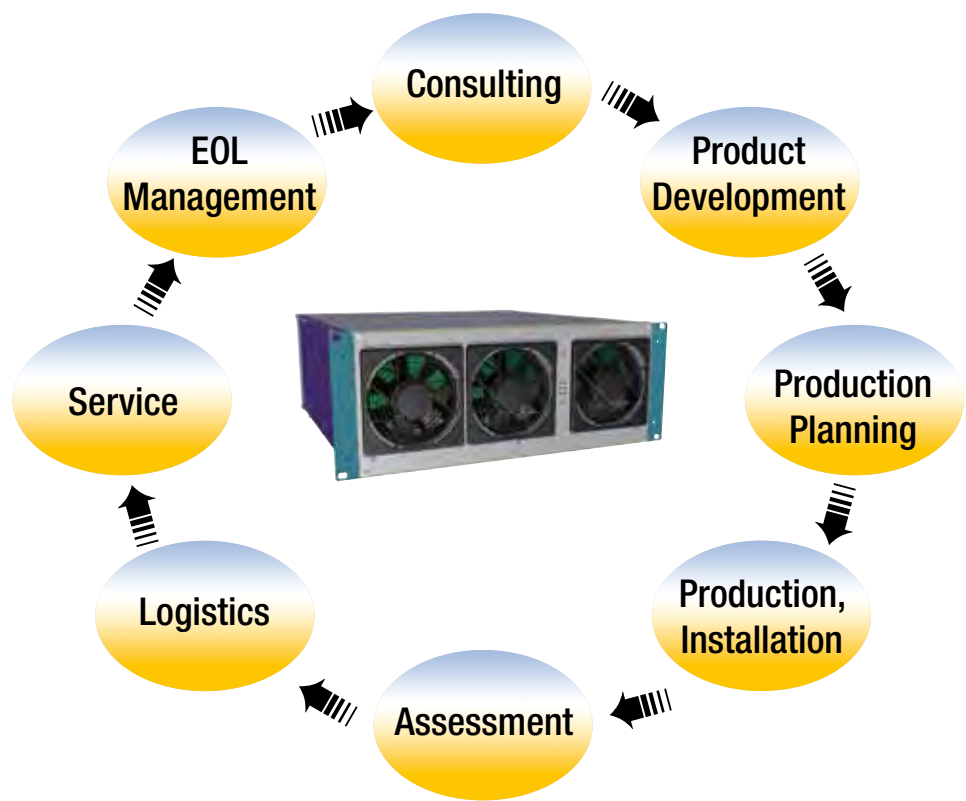 Consulting
Product
Development
Production
Planning
Production,
Installation
Assessment
Logistics
Service
EOL
Management